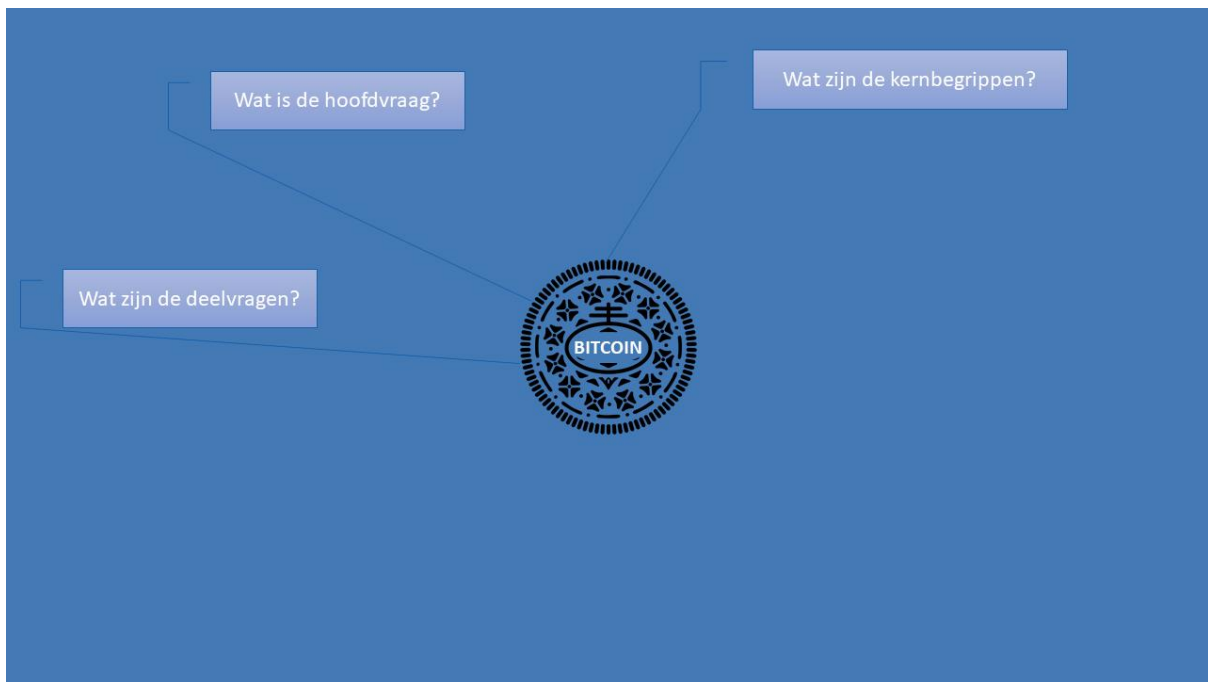 Wat is de hoofdvraag?
Wat zijn de kernbegrippen?
Wat zijn de deelvragen?
BITCOIN